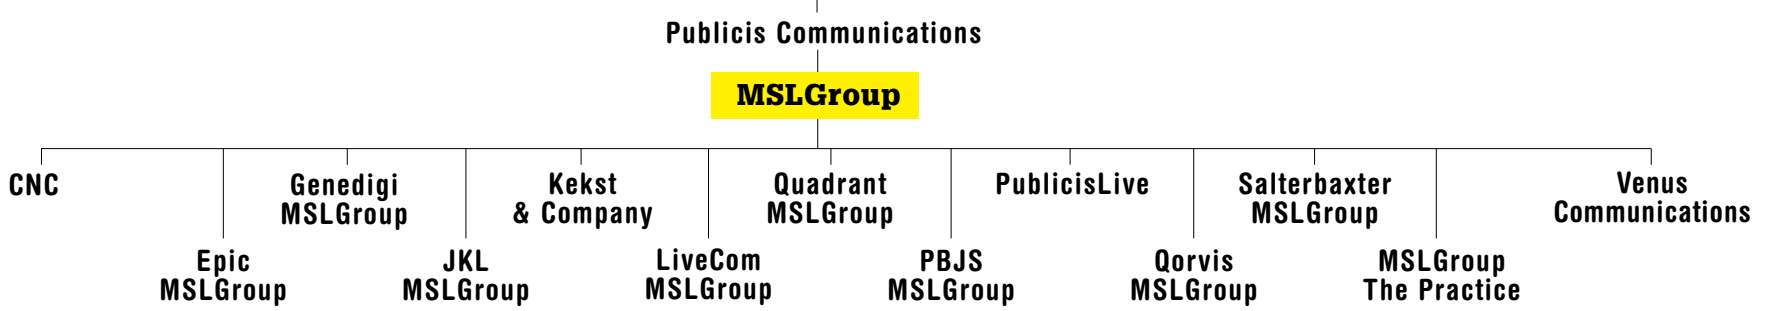 Publicis Communications
MSLGroup
CNC
Genedigi
MSLGroup
Kekst
& Company
Quadrant
MSLGroup
PublicisLive
Salterbaxter
MSLGroup
Venus
Communications
Epic
MSLGroup
JKL
MSLGroup
LiveCom
MSLGroup
PBJS
MSLGroup
Qorvis
MSLGroup
MSLGroup
The Practice